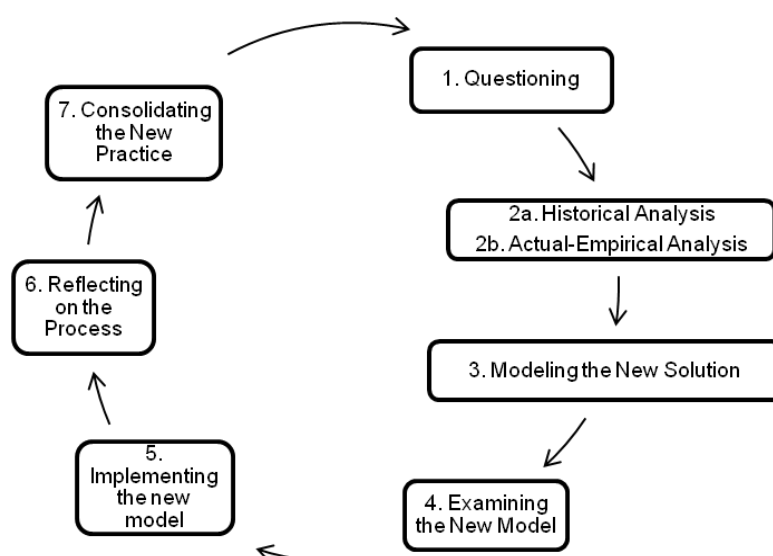 1. Questioning
2a. Historical Analysis
2b. Actual-Empirical Analysis
3. Modeling the New Solution
4. Examining
the New Model
5.
Implementing
the new
model
6. Reflecting
on the
Process
7. Consolidating
the New
Practice